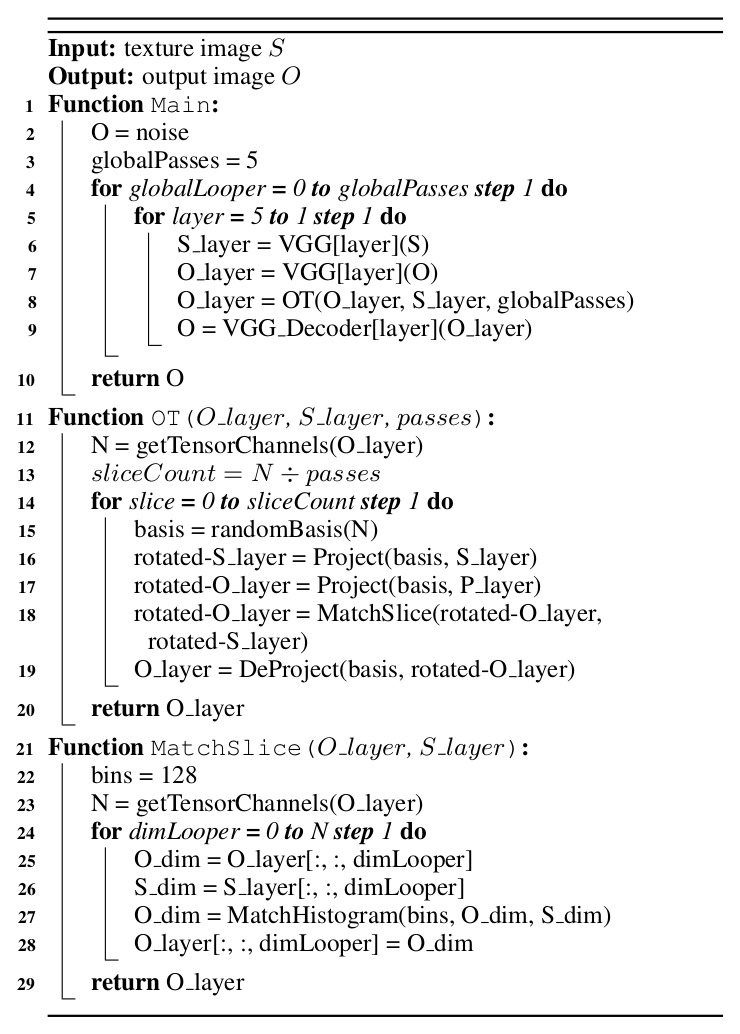 Input: texture image S
Output: output image O
1 Function Main:
2 O = noise
3 globalPasses = 5
4 for globalLooper = 0 to globalPasses step 1 do
5 for layer = 5 to 1 step 1 do
6 S_layer = VGG[layer](S)
7 O_layer = VGG[layer](O)
8 O_layer = OT(O_layer, S_layer, globalPasses)
9 O = VGG_Decoder[layer](O_layer)
10 return O
11 Function OT(O_layer, S_layer, passes):
12 N = getTensorChannels(O_layer)
13 sliceCount = N ÷ passes
14 for slice = 0 to sliceCount step 1 do
15 basis = randomBasis(N)
16 rotated-S_layer = Project(basis, S_layer)
17 rotated-O_layer = Project(basis, P_layer)
18 rotated-O_layer = MatchSlice(rotated-O_layer,
rotated-S_layer)
19 O_layer = DeProject(basis, rotated-O_layer)
20 return O_layer
21 Function MatchSlice(O_layer, S_layer):
22 bins = 128
23 N = getTensorChannels(O_layer)
24 for dimLooper = 0 to N step 1 do
25 O_dim = O_layer[:, :, dimLooper]
26 S_dim = S_layer[:, :, dimLooper]
27 O_dim = MatchHistogram(bins, O_dim, S_dim)
28 O_layer[:, :, dimLooper] = O_dim
29 return O_layer